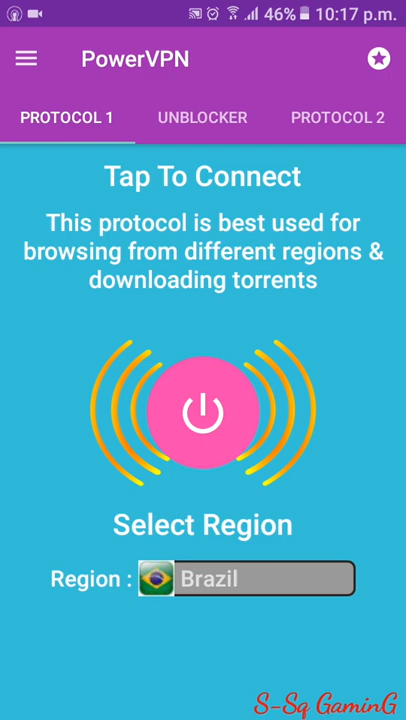 46% 10:17 p.m.
PowerVPN
PROTOCOL 1 UNBLOCKER PROTOCOL 2
Tap To Connect
This protocol is best used for
browsing from different regions &
downloading torrents
Select Region
Region : Brazil
S-Sq GaminG